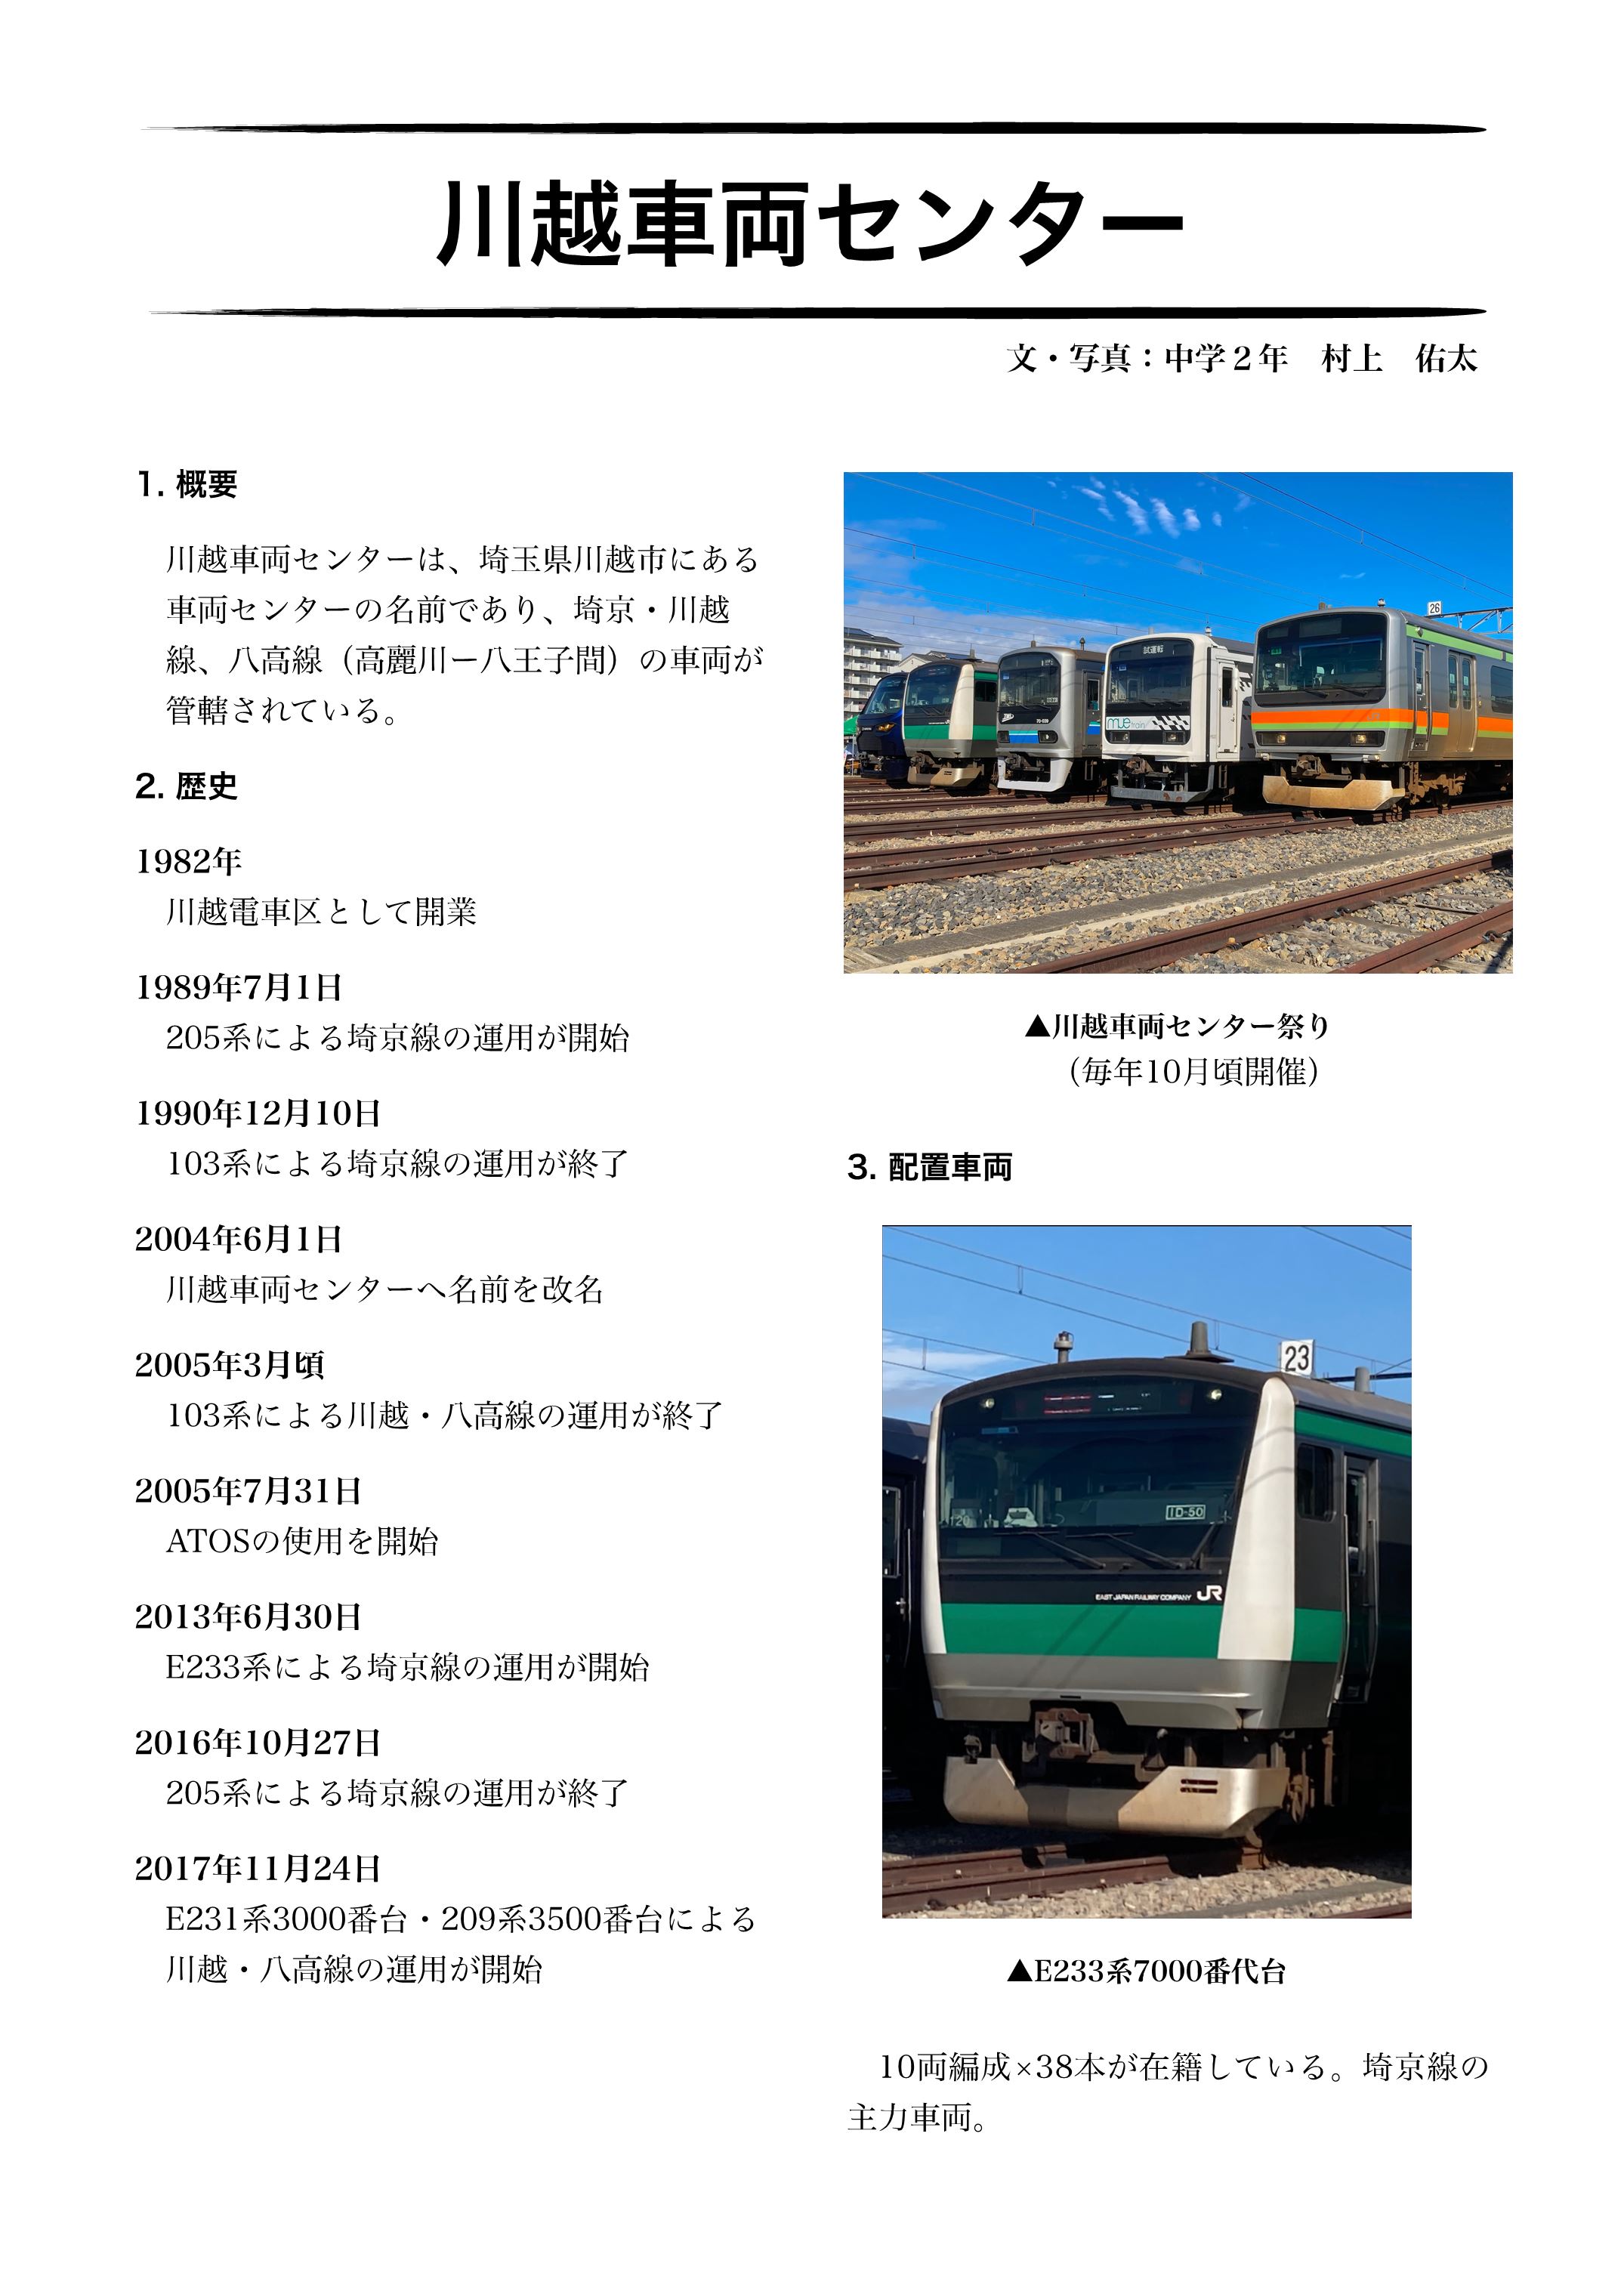 川越車両センター
文・写真：中学２年　村上　佑太
1. 概要
川越車両センターは、埼玉県川越市にある
車両センターの名前であり、埼京・川越
線、八高線（高麗川ー八王子間）の車両が
管轄されている。
2. 歴史
1982年
川越電車区として開業
1989年7月1日
205系による埼京線の運用が開始
1990年12月10日
103系による埼京線の運用が終了
2004年6月1日
川越車両センターへ名前を改名
2005年3月頃
103系による川越・八高線の運用が終了
2005年7月31日
ATOSの使用を開始
2013年6月30日
E233系による埼京線の運用が開始
2016年10月27日
205系による埼京線の運用が終了
2017年11月24日
E231系3000番台・209系3500番台による
川越・八高線の運用が開始
26
試運転
mue
▲川越車両センター祭り
（毎年10月頃開催）
3. 配置車両
23
120
ID-50
EAST JAPAN RAILWAY COMPANY JR
▲E233系7000番代台
10両編成×38本が在籍している。埼京線の
主力車両。